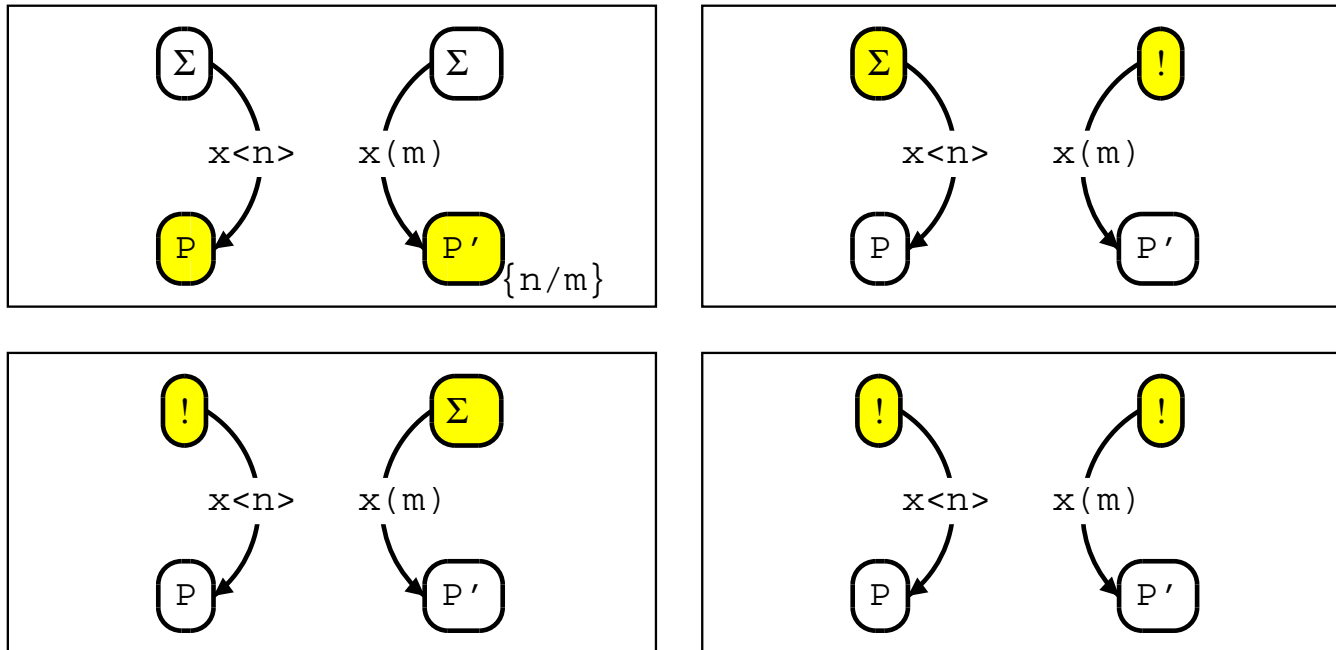 Σ Σ
x<n> x(m)
P P'
{n/m}
Σ !
x<n> x(m)
P P'
! Σ
x<n> x(m)
P P'
! !
x<n> x(m)
P P'